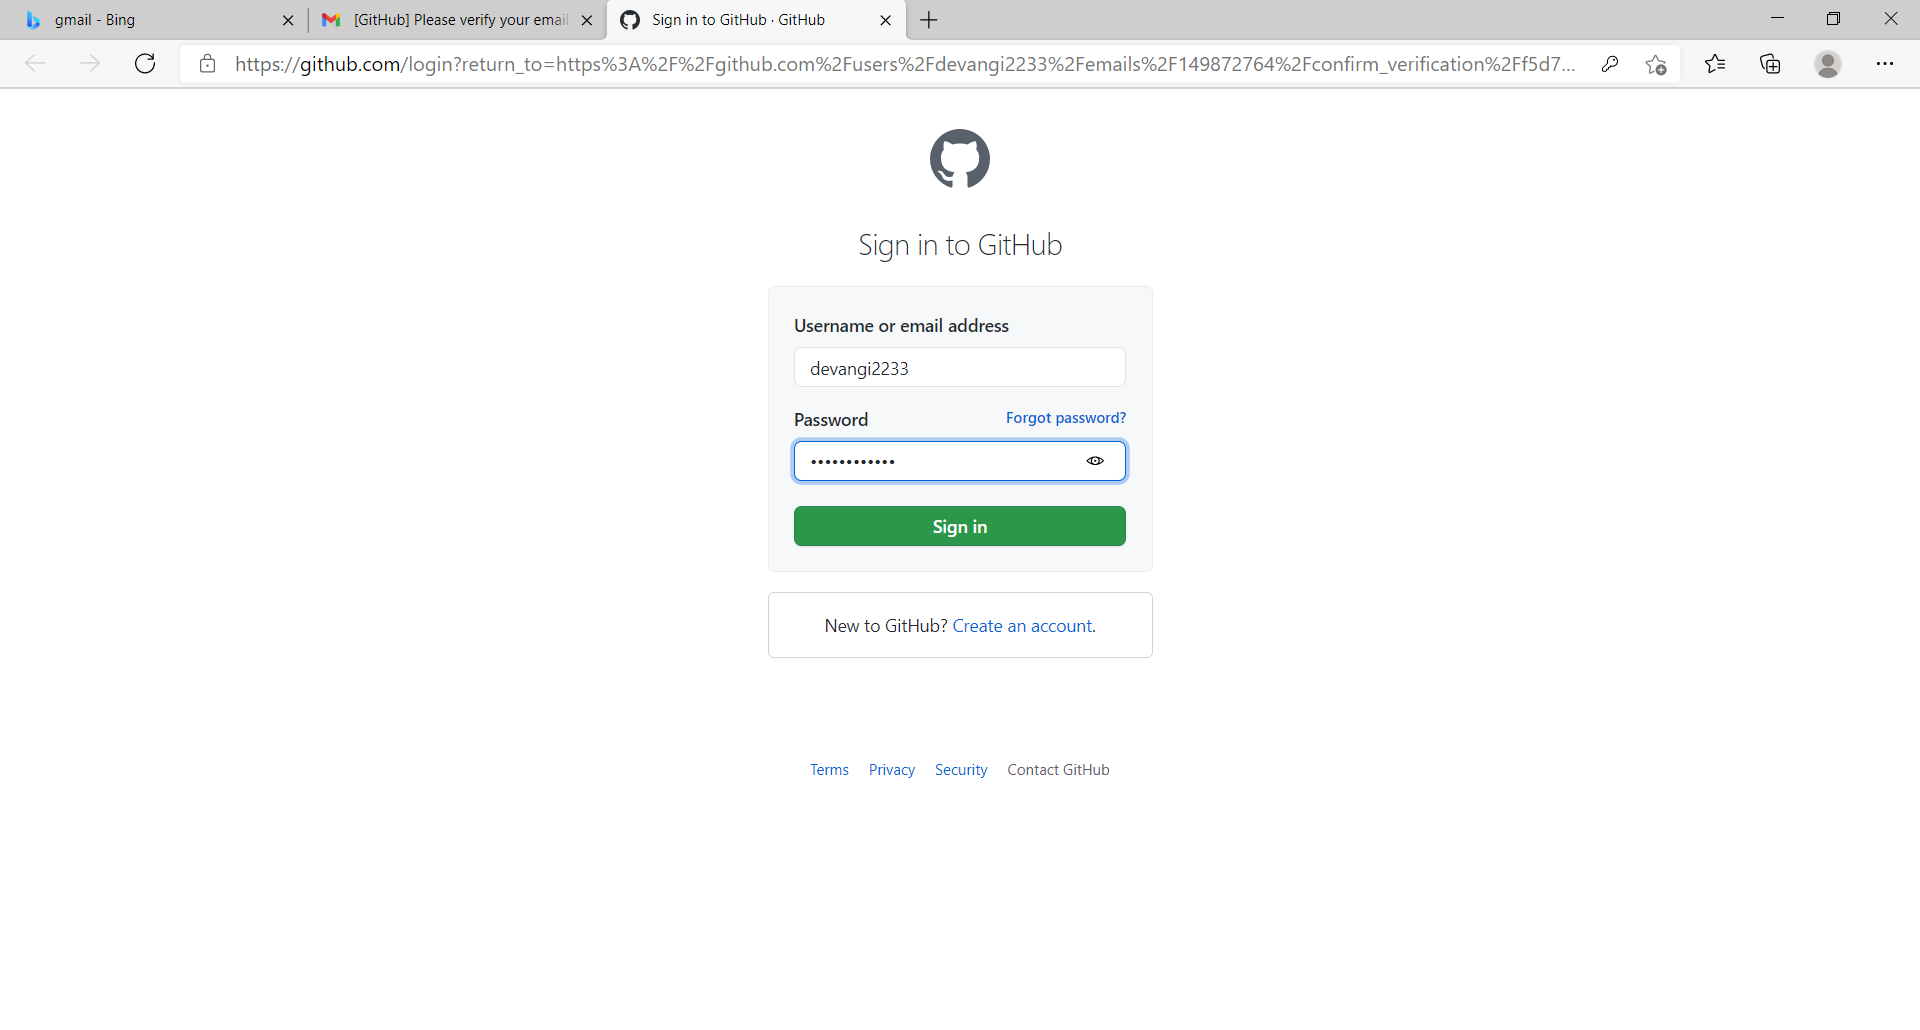 gmail - Bing
[GitHub] Please verify your email
Sign in to GitHub · GitHub
https://github.com/login?return_to=https%3A%2F%2Fgithub.com%2Fusers%2Fdevangi2233%2Femails%2F149872764%2Fconfirm_verification%2Ff5d7...
Sign in to GitHub
Username or email address
devangi2233
Password Forgot password?
••••••••••••
Sign in
New to GitHub? Create an account.
Terms Privacy Security Contact GitHub